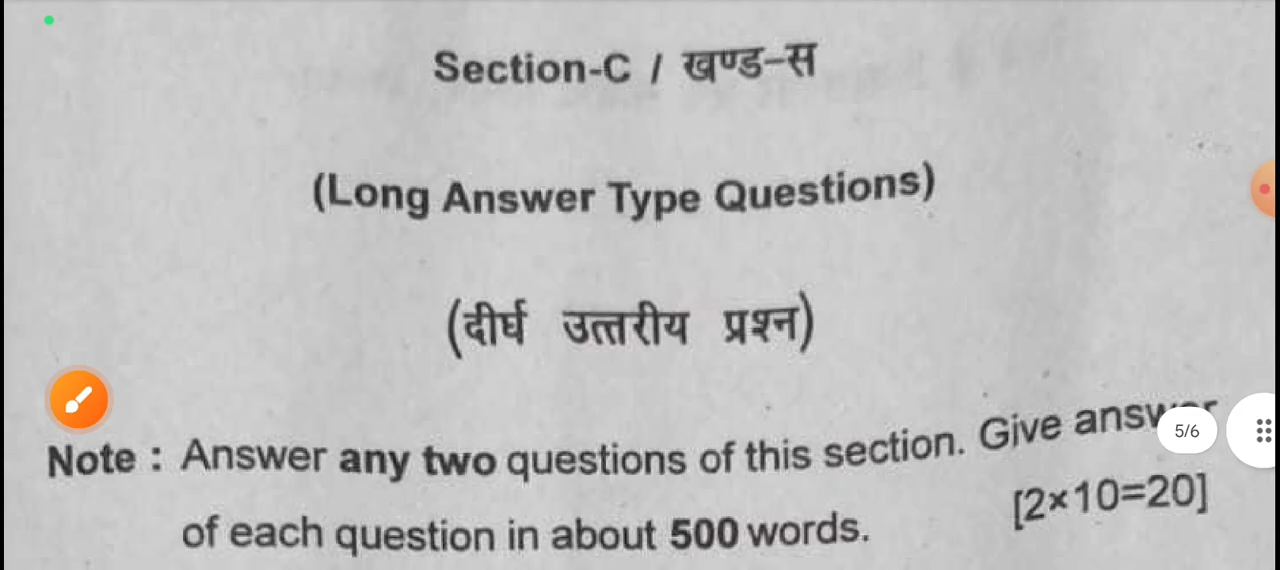 Section-C / खण्ड-स
(Long Answer Type Questions)
(दीर्घ उत्तरीय प्रश्न)
Note : Answer any two questions of this section. Give answer
5/6
of each question in about 500 words. [2×10=20]